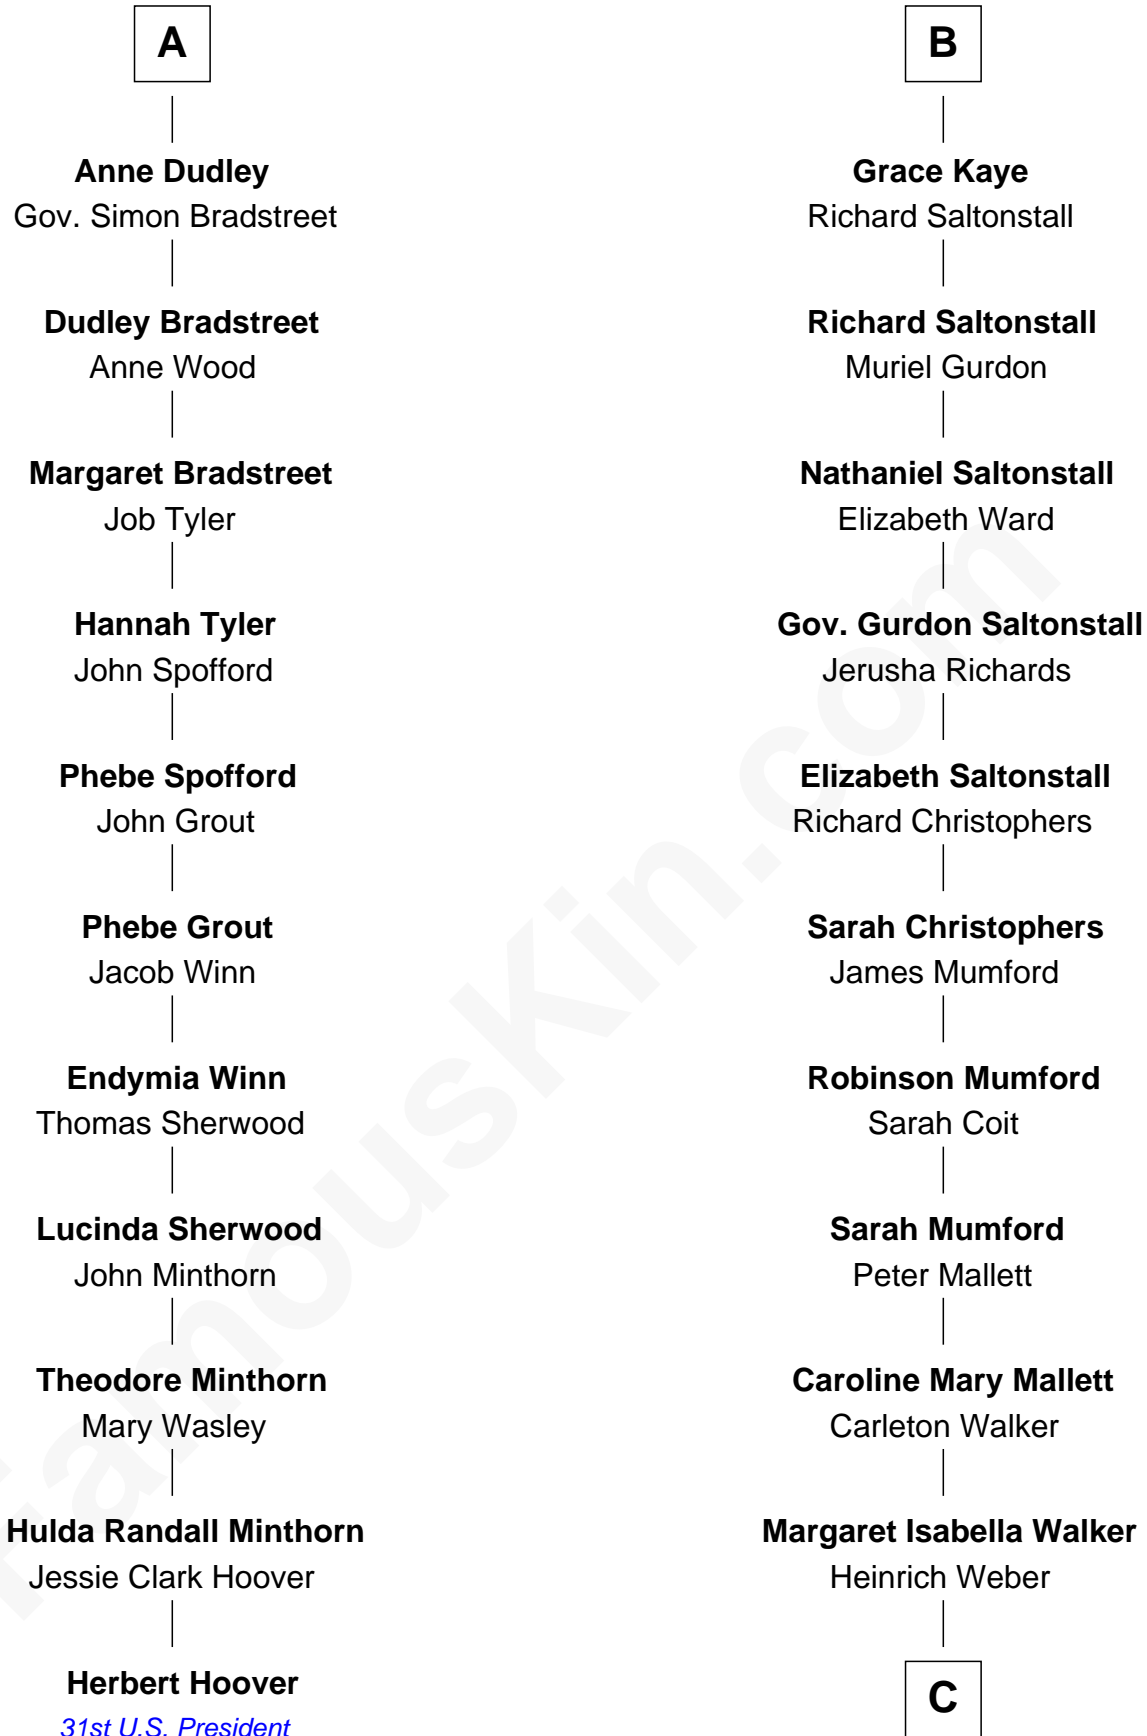 A
Anne Dudley
Gov. Simon Bradstreet
Dudley Bradstreet
Anne Wood
Margaret Bradstreet
Job Tyler
Hannah Tyler
John Spofford
Phebe Spofford
John Grout
Phebe Grout
Jacob Winn
Endymia Winn
Thomas Sherwood
Lucinda Sherwood
John Minthorn
Theodore Minthorn
Mary Wasley
Hulda Randall Minthorn
Jessie Clark Hoover
Herbert Hoover
31st U.S. President
B
Grace Kaye
Richard Saltonstall
Richard Saltonstall
Muriel Gurdon
Nathaniel Saltonstall
Elizabeth Ward
Gov. Gurdon Saltonstall
Jerusha Richards
Elizabeth Saltonstall
Richard Christophers
Sarah Christophers
James Mumford
Robinson Mumford
Sarah Coit
Sarah Mumford
Peter Mallett
Caroline Mary Mallett
Carleton Walker
Margaret Isabella Walker
Heinrich Weber
C
FamousKin.com